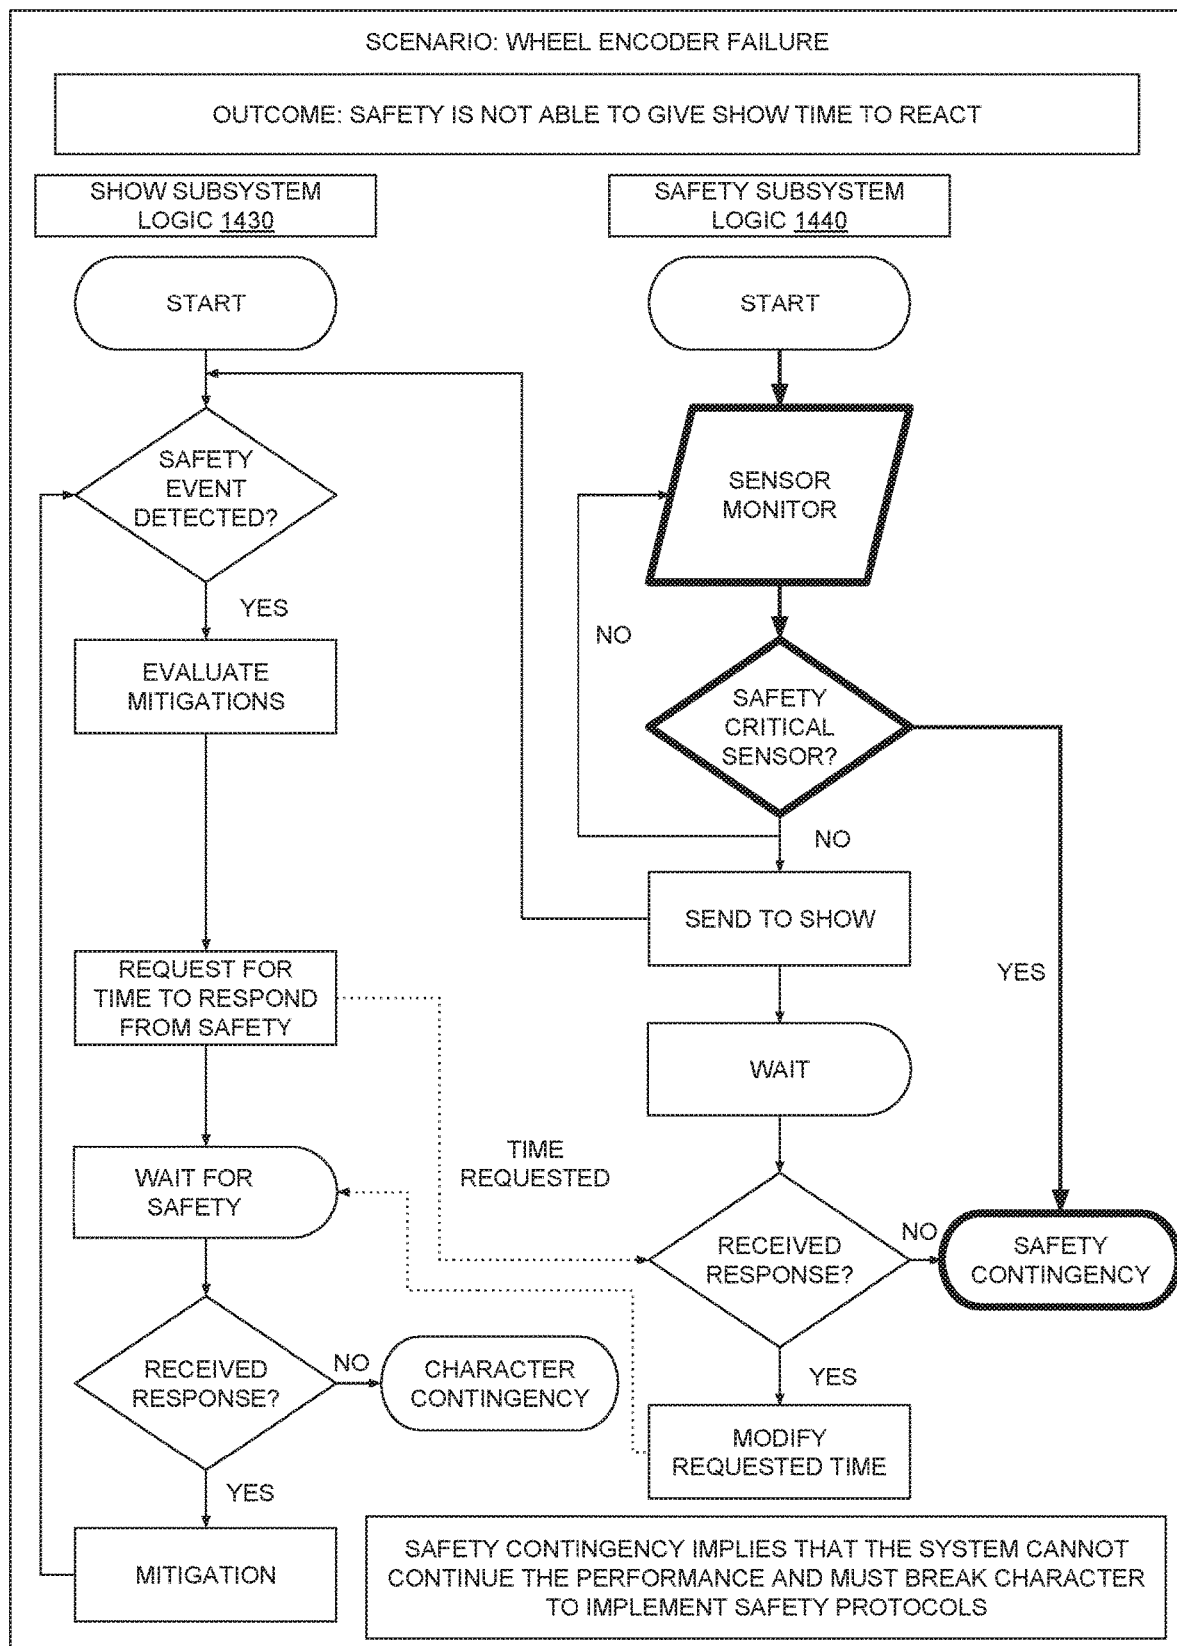 SCENARIO: WHEEL ENCODER FAILURE
OUTCOME: SAFETY IS NOT ABLE TO GIVE SHOW TIME TO REACT
SHOW SUBSYSTEM
LOGIC 1430
SAFETY SUBSYSTEM
LOGIC 1440
START
START
SAFETY
EVENT
DETECTED?
SENSOR
MONITOR
YES
NO
EVALUATE
MITIGATIONS
SAFETY
CRITICAL
SENSOR?
NO
SEND TO SHOW
YES
REQUEST FOR
TIME TO RESPOND
FROM SAFETY
WAIT
TIME
REQUESTED
WAIT FOR
SAFETY
RECEIVED
RESPONSE?
NO
SAFETY
CONTINGENCY
RECEIVED
RESPONSE?
NO
CHARACTER
CONTINGENCY
YES
MODIFY
REQUESTED TIME
YES
MITIGATION
SAFETY CONTINGENCY IMPLIES THAT THE SYSTEM CANNOT
CONTINUE THE PERFORMANCE AND MUST BREAK CHARACTER
TO IMPLEMENT SAFETY PROTOCOLS